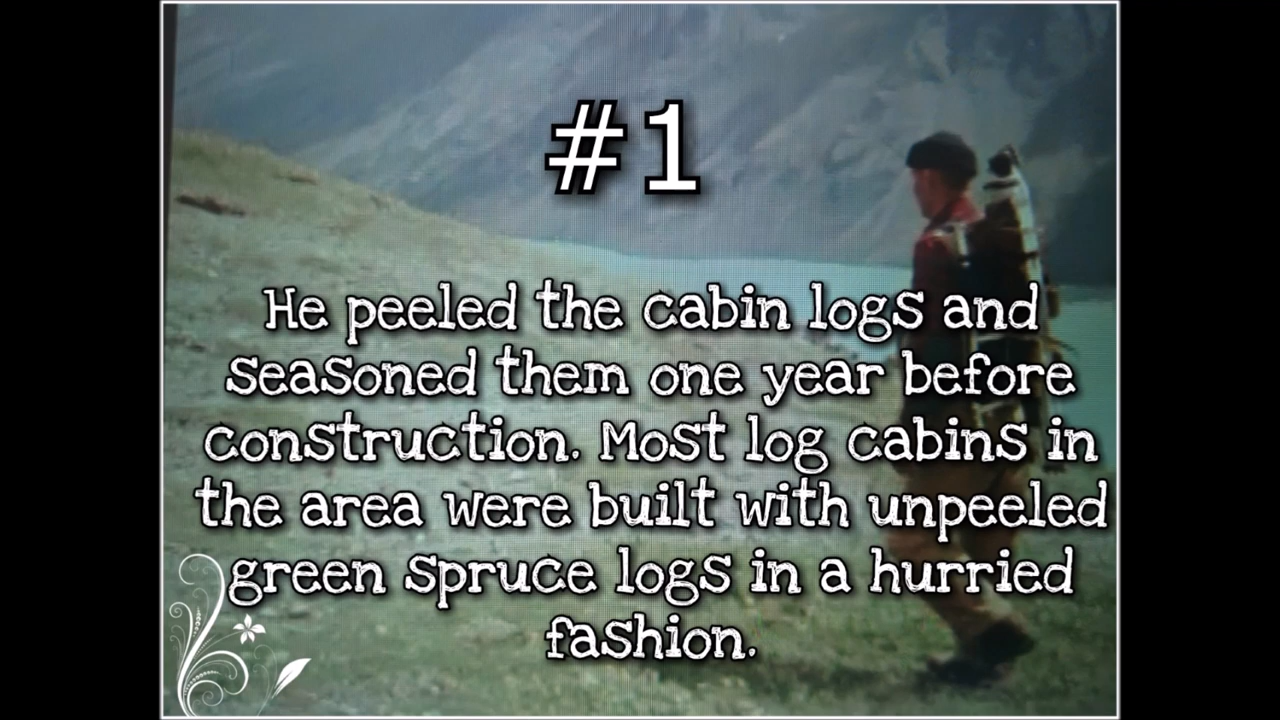 #1
He peeled the cabin logs and
seasoned them one year before
construction. Most log cabins in
the area were built with unpeeled
green spruce logs in a hurried
fashion.